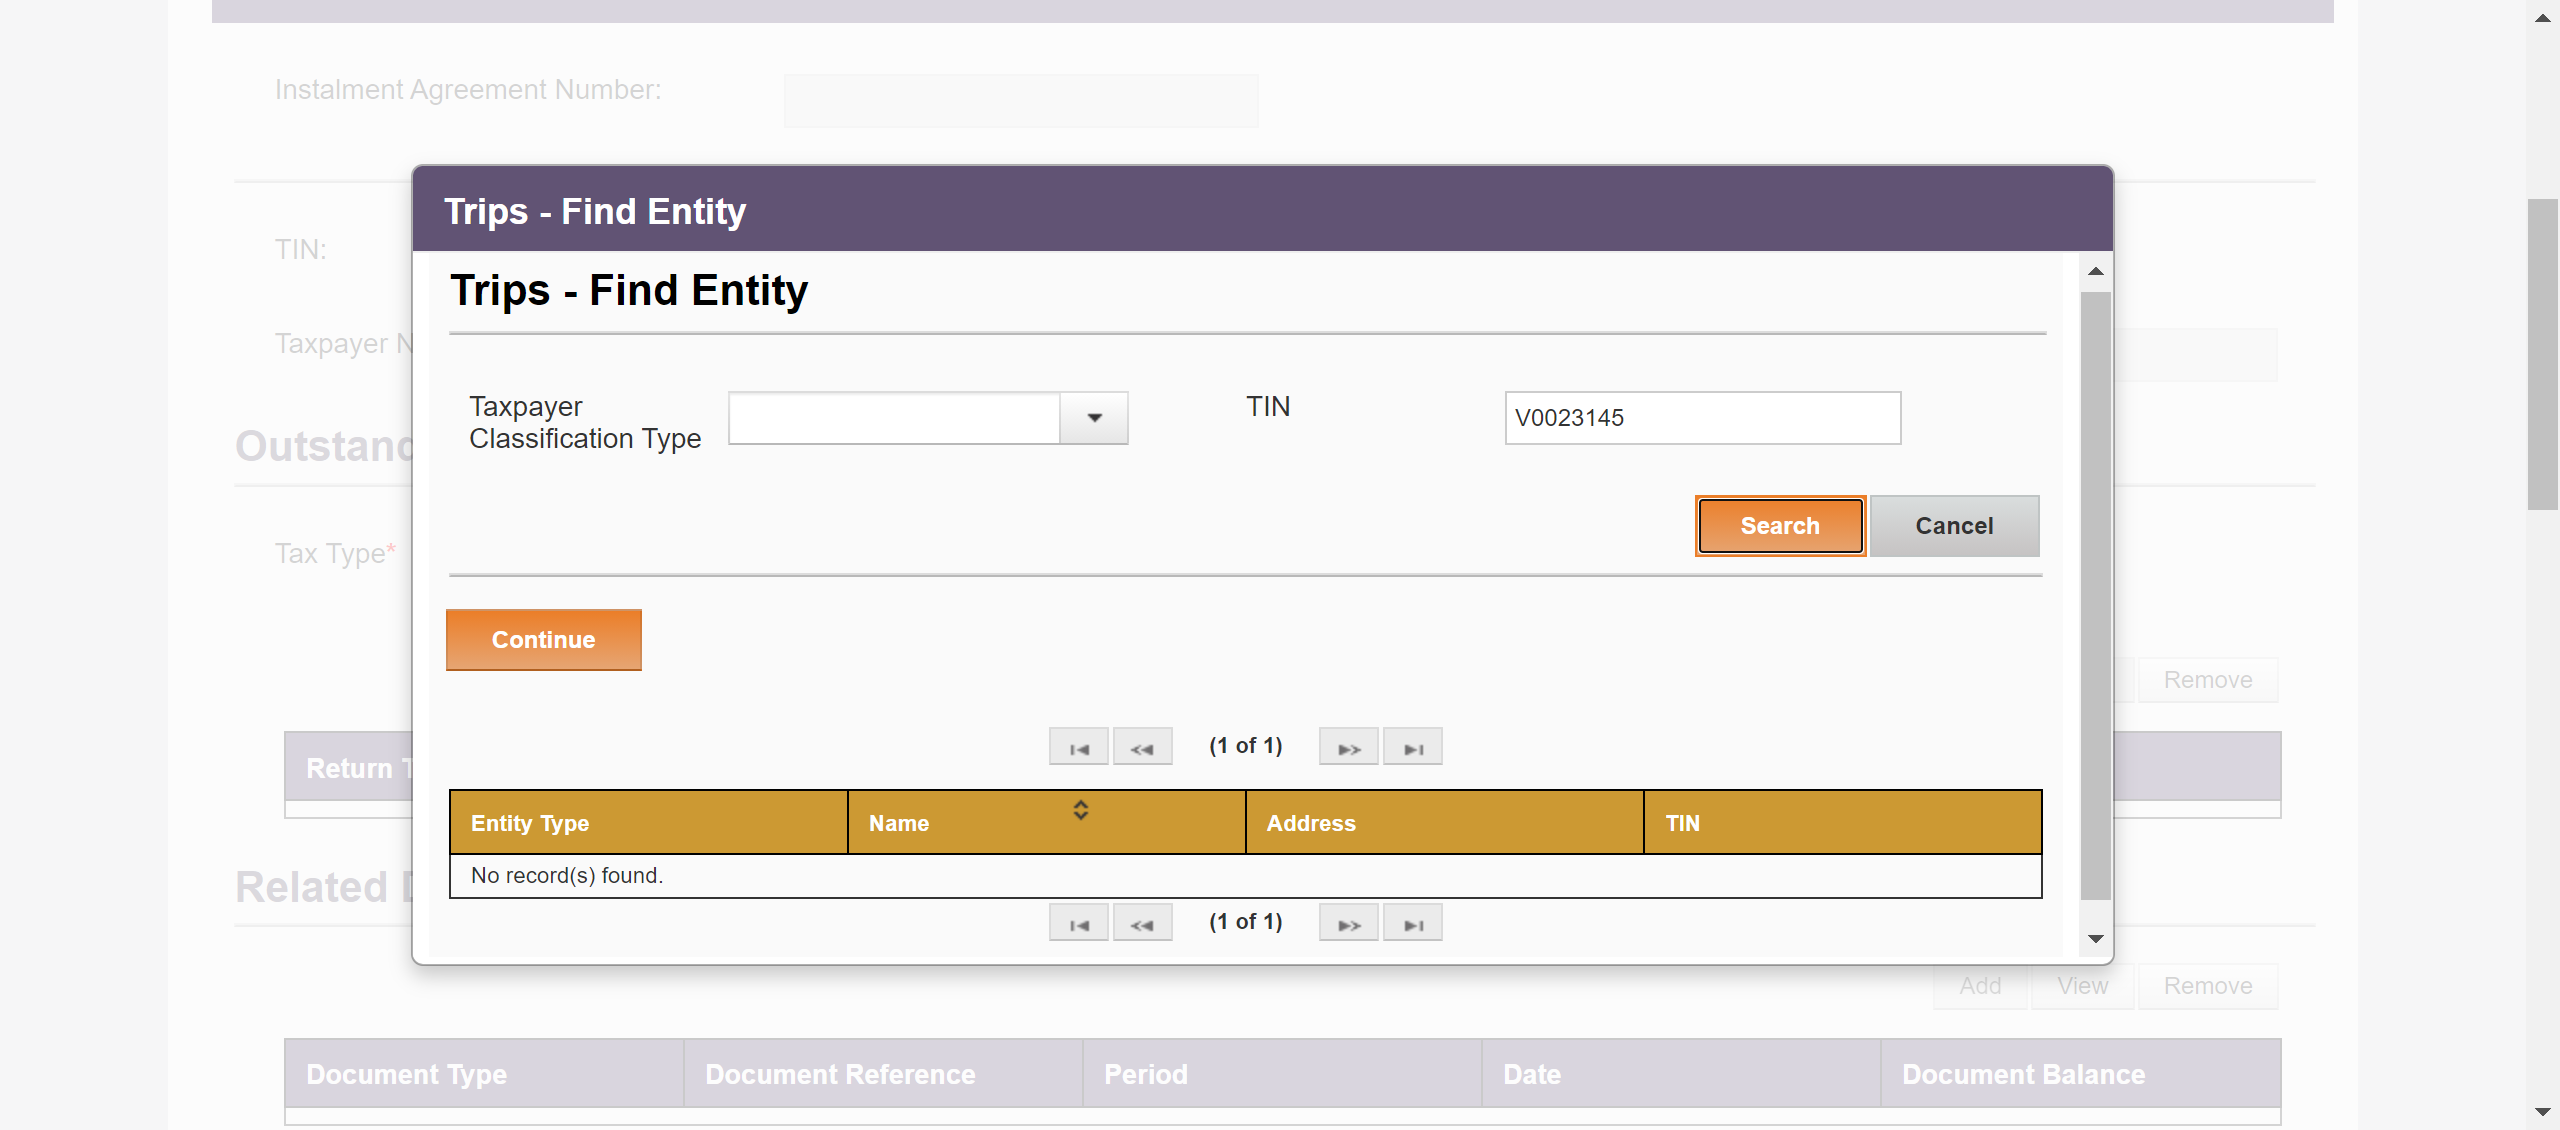 Instalment Agreement Number:
Trips - Find Entity
TIN:
Trips - Find Entity
Taxpayer N
Taxpayer
Classification Type
TIN
V0023145
Outstand
Search
Cancel
Tax Type*
Continue
Remove
(1 of 1)
Return T
Entity Type
Name
Address
TIN
No record(s) found.
Related D
(1 of 1)
Add
View
Remove
Document Type
Document Reference
Period
Date
Document Balance